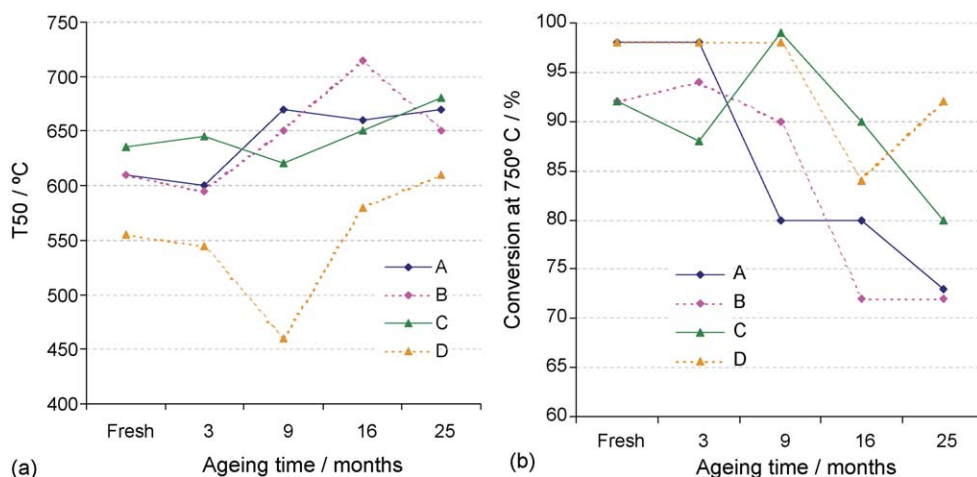 750
700
650
600
550
500
450
400
T50 / ºC
A
B
C
D
Fresh 3 9 16 25
(a) Ageing time / months
100
95
90
85
80
75
70
65
60
Conversion at 750º C / %
A
B
C
D
Fresh 3 9 16 25
(b) Ageing time / months